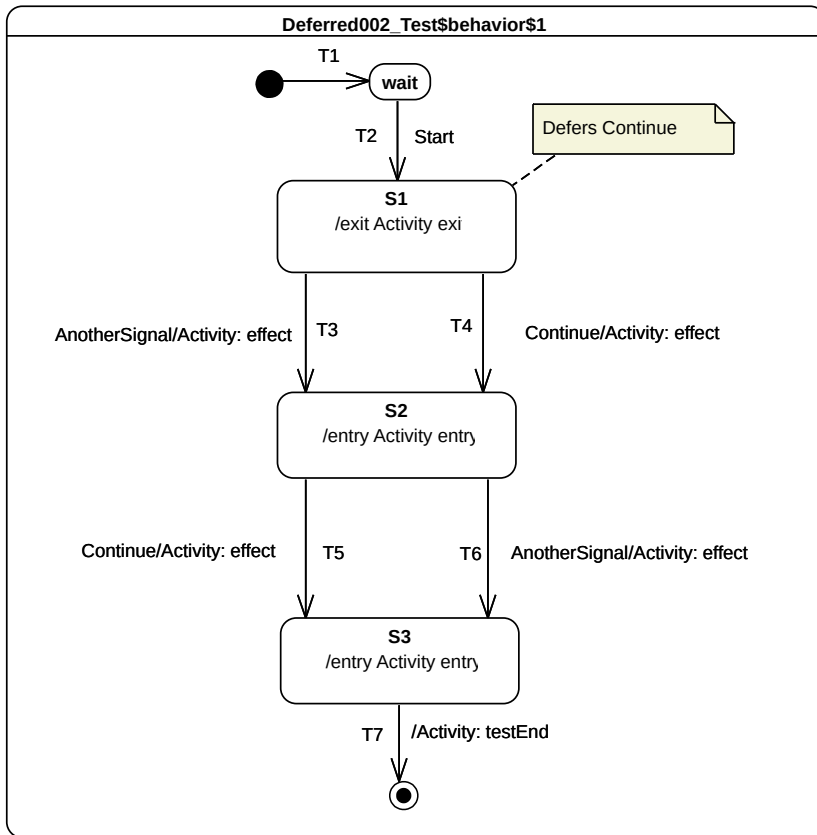 Deferred002_Test$behavior$1
T1
wait
T2 Start
Defers Continue
S1
/exit Activity exi
AnotherSignal/Activity: effect T3 T4 Continue/Activity: effect
S2
/entry Activity entry
Continue/Activity: effect T5 T6 AnotherSignal/Activity: effect
S3
/entry Activity entry
T7 /Activity: testEnd